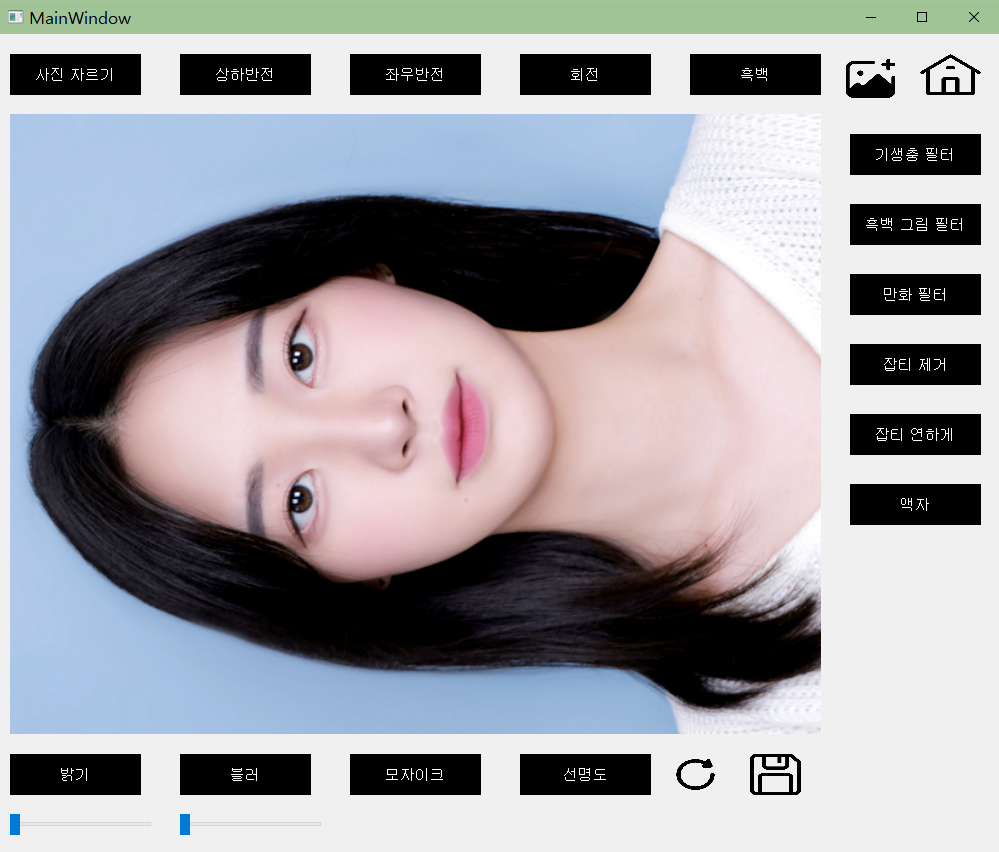 MainWindow
사진 자르기
상하반전
좌우반전
회전
흑백
기생충 필터
흑백 그림 필터
만화 필터
잡티 제거
잡티 연하게
액자
밝기
블러
모자이크
선명도